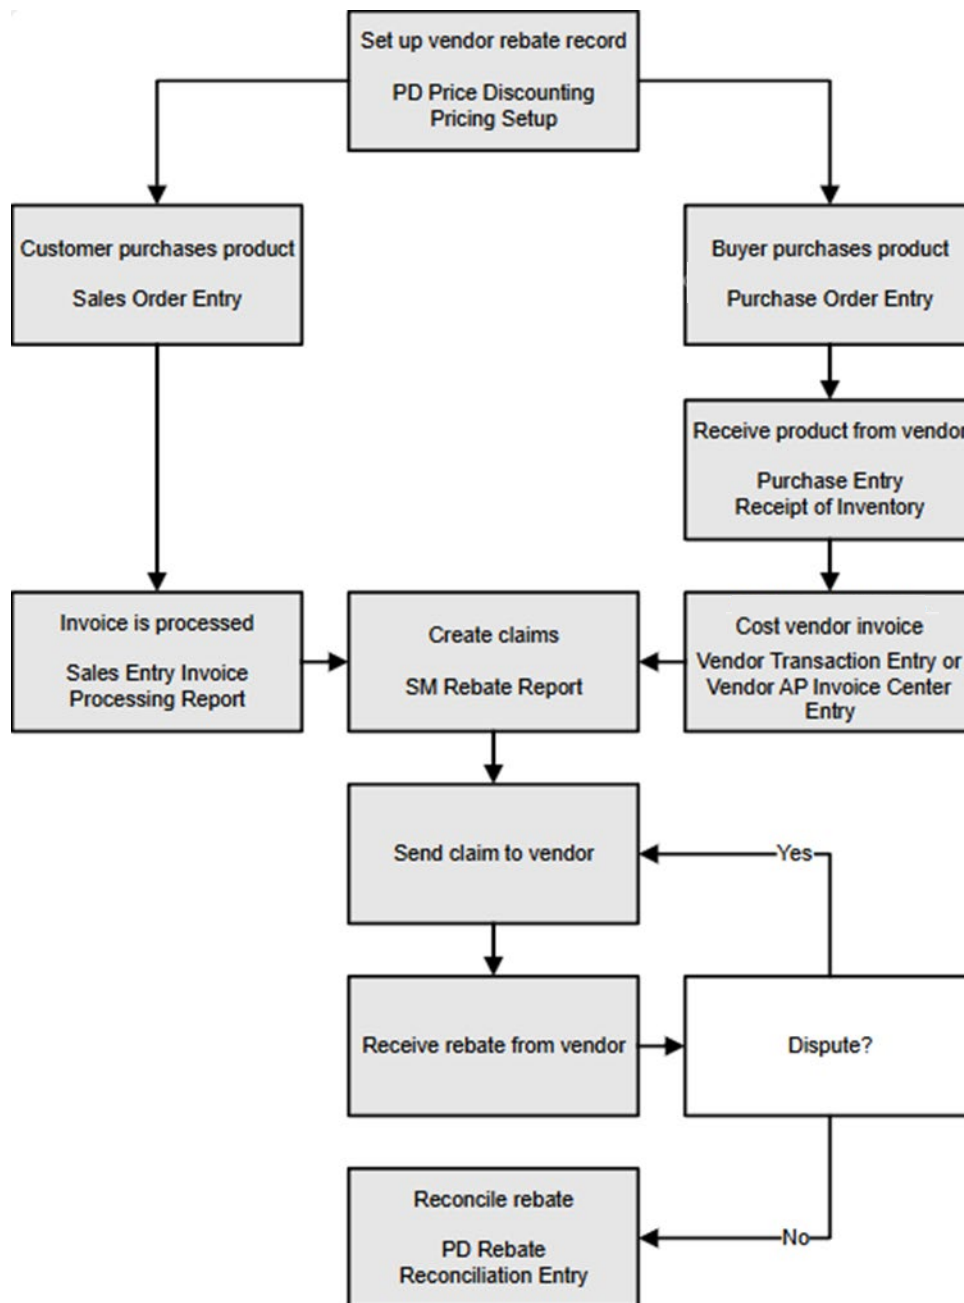 Set up vendor rebate record
PD Price Discounting
Pricing Setup
Customer purchases product
Sales Order Entry
Buyer purchases product
Purchase Order Entry
Receive product from vendor
Purchase Entry
Receipt of Inventory
Invoice is processed
Sales Entry Invoice
Processing Report
Create claims
SM Rebate Report
Cost vendor invoice
Vendor Transaction Entry or
Vendor AP Invoice Center
Entry
Send claim to vendor
Yes
Receive rebate from vendor
Dispute?
Reconcile rebate
PD Rebate
Reconciliation Entry
No